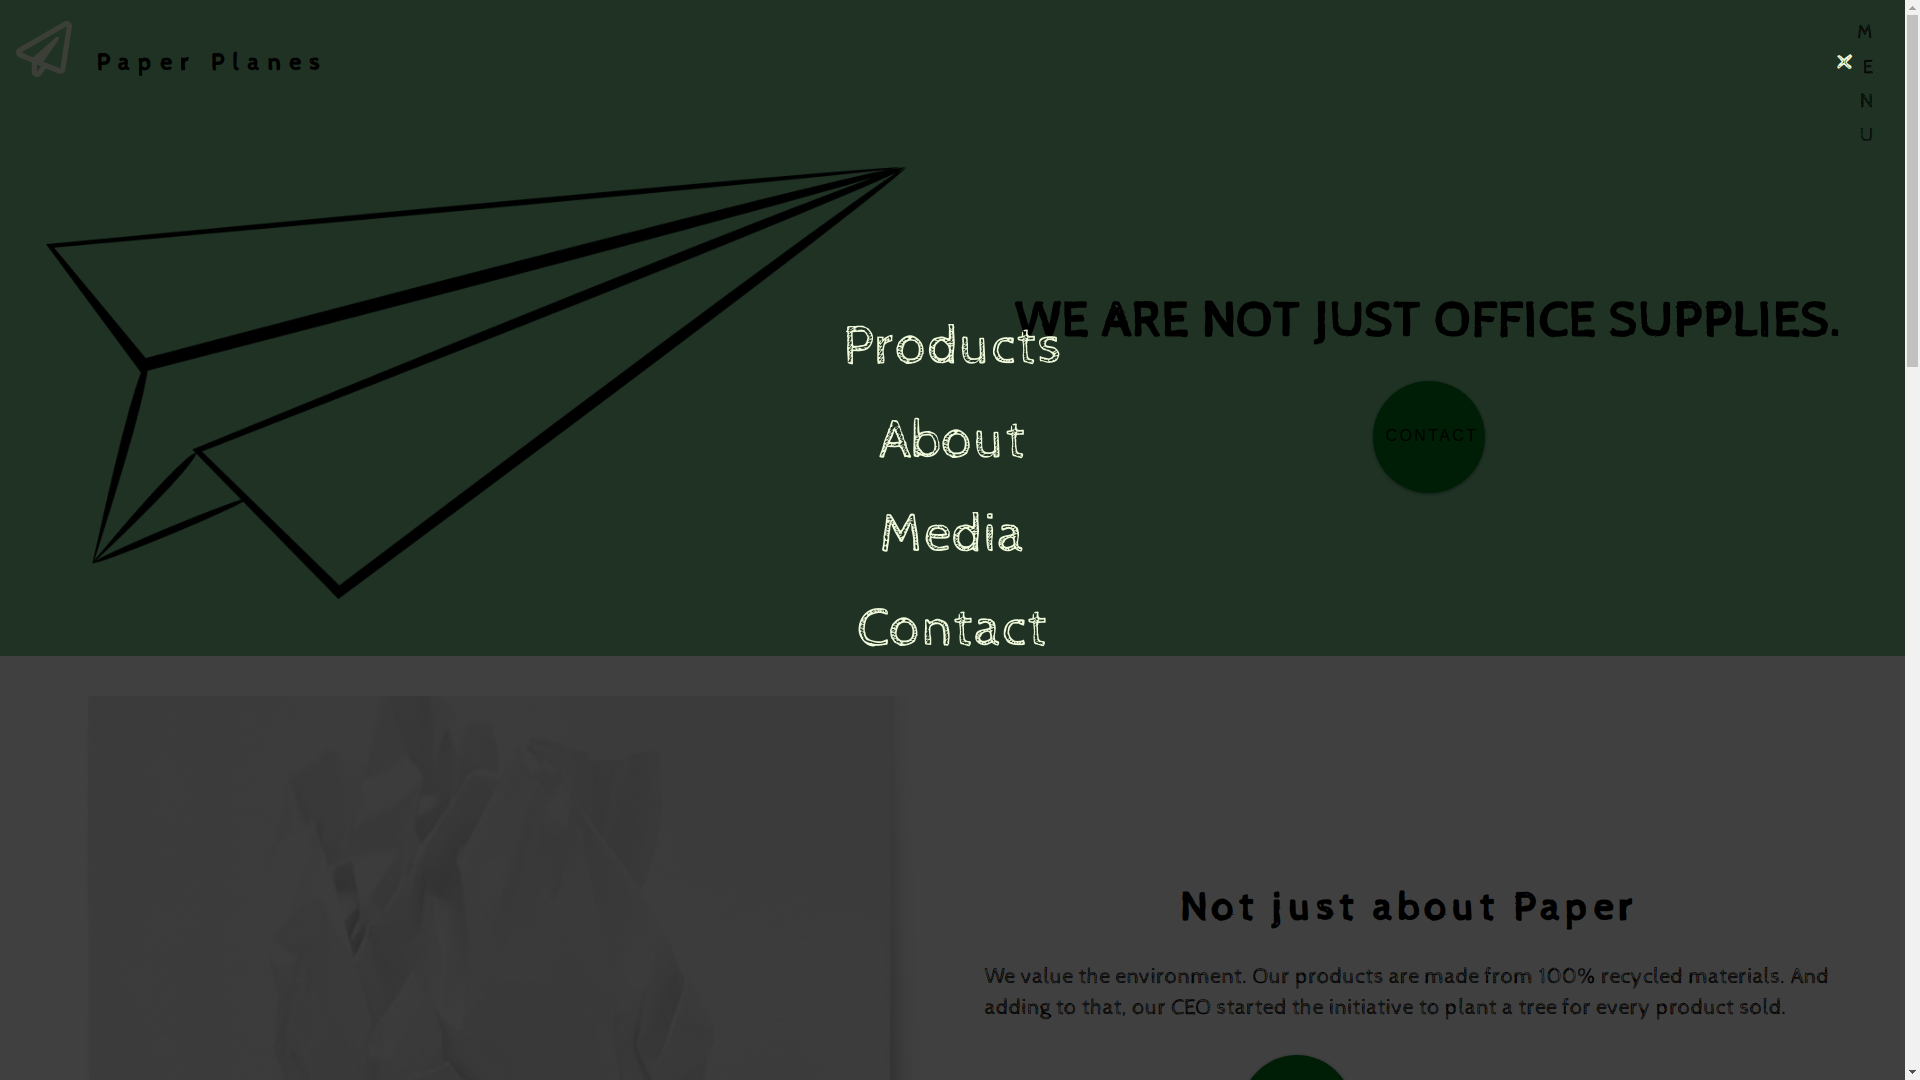 Paper Planes
M
E
N
U
WE ARE NOT JUST OFFICE SUPPLIES.
Products
About
Media
Contact
CONTACT
Not just about Paper
We value the environment. Our products are made from 100% recycled materials. And
adding to that, our CEO started the initiative to plant a tree for every product sold.